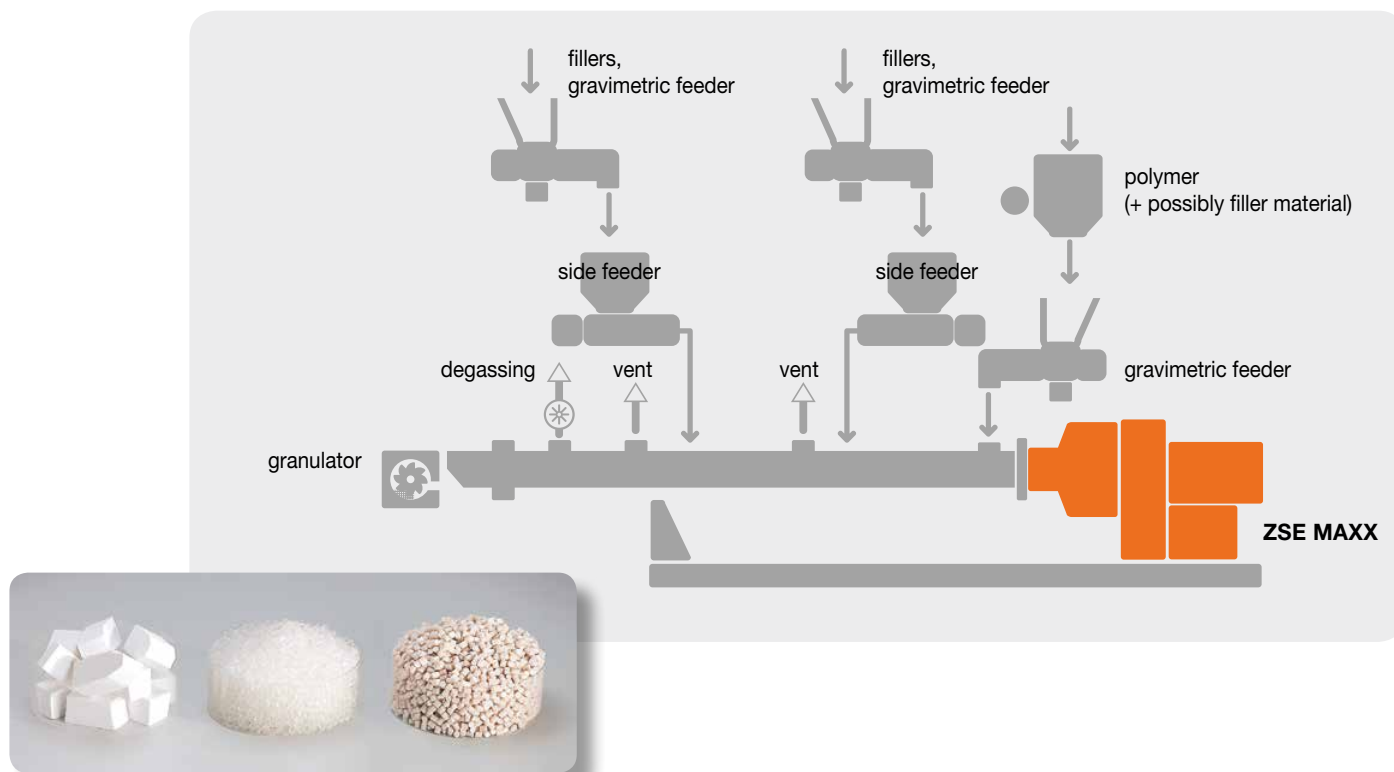 fillers,
gravimetric feeder
fillers,
gravimetric feeder
polymer
(+ possibly filler material)
side feeder
side feeder
degassing
vent
vent
gravimetric feeder
granulator
ZSE MAXX